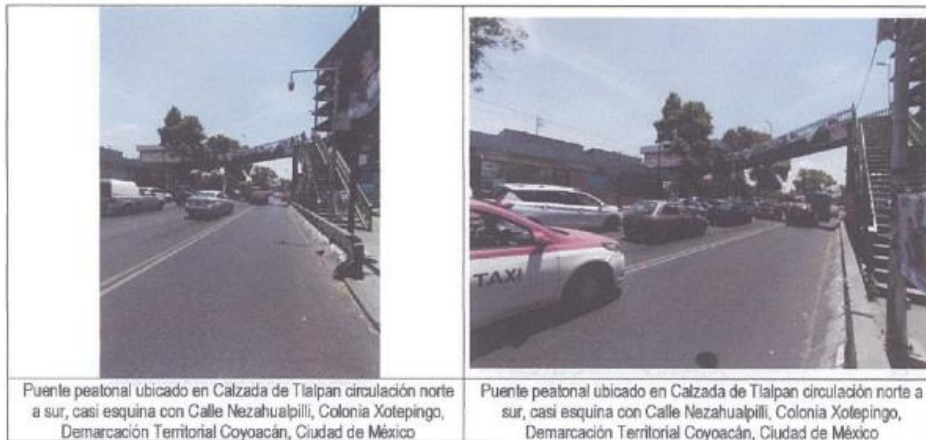 TAXI
Puente peatonal ubicado en Calzada de Tlalpan circulación norte
a sur, casi esquina con Calle Nezahualpilli, Colonia Xotepingo,
Demarcación Territorial Coyoacán, Ciudad de México
Puente peatonal ubicado en Calzada de Tlalpan circulación norte a
sur, casi esquina con Calle Nezahualpilli, Colonia Xotepingo,
Demarcación Territorial Coyoacán, Ciudad de México